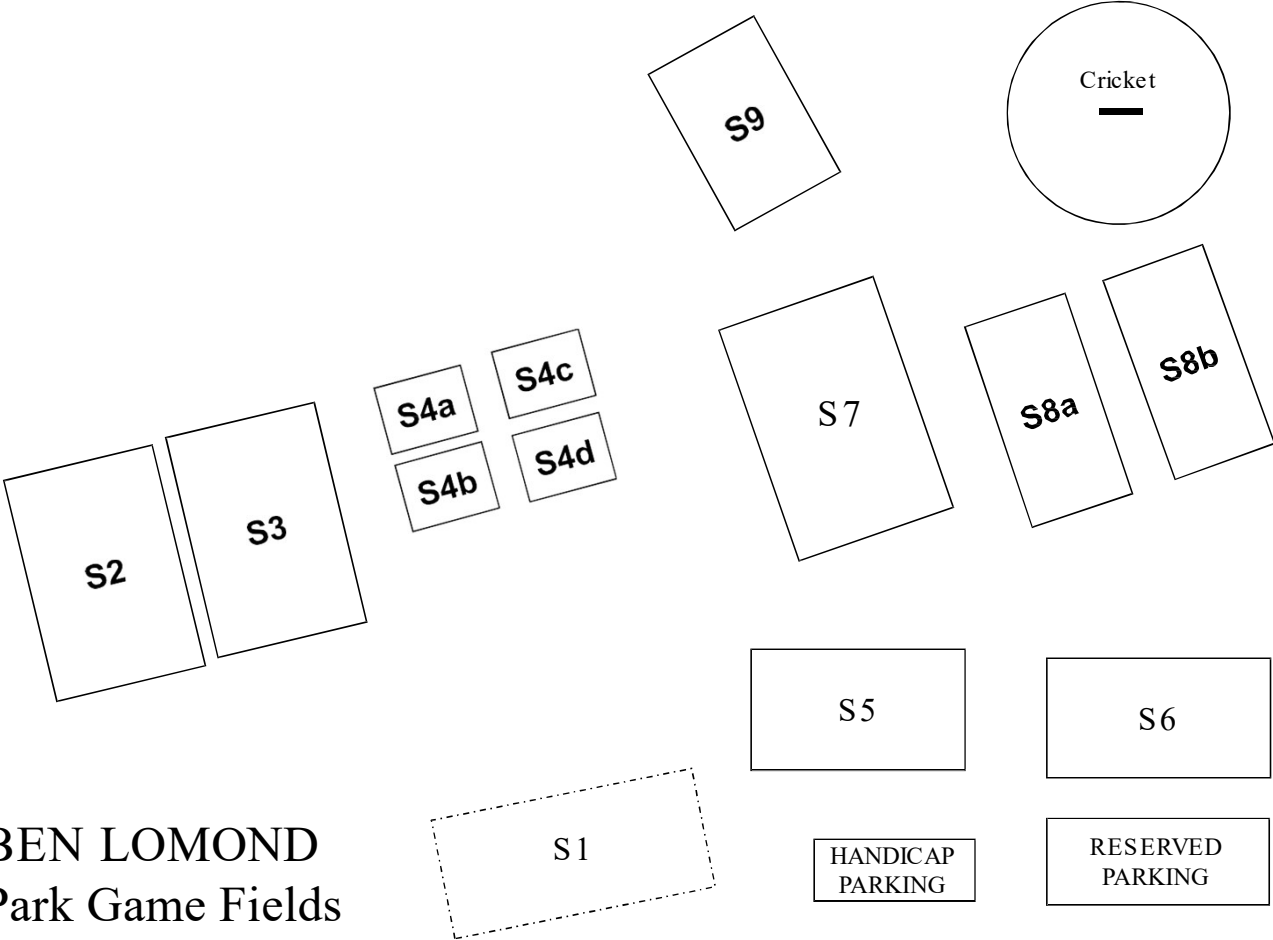 Cricket
S9
S4c
S8b
S4a
S8a
S7
S4d
S4b
S3
S2
S5
S6
S1
BEN LOMOND
Park Game Fields
HANDICAP
PARKING
RESERVED
PARKING